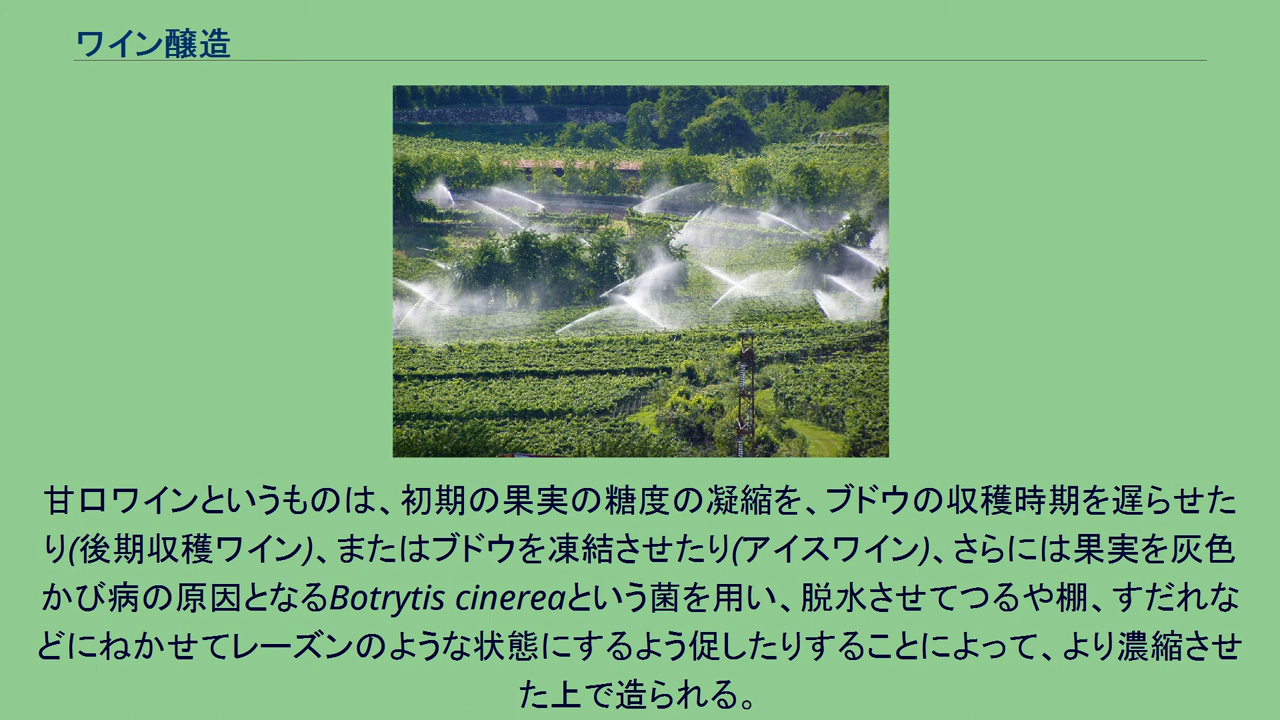 ワイン醸造
甘口ワインというものは、初期の果実の糖度の凝縮を、ブドウの収穫時期を遅らせた
り(後期収穫ワイン)、またはブドウを凍結させたり(アイスワイン)、さらには果実を灰色
かび病の原因となるBotrytis cinereaという菌を用い、脱水させてつるや棚、すだれな
どにねかせてレーズンのような状態にするよう促したりすることによって、より濃縮させ
た上で造られる。